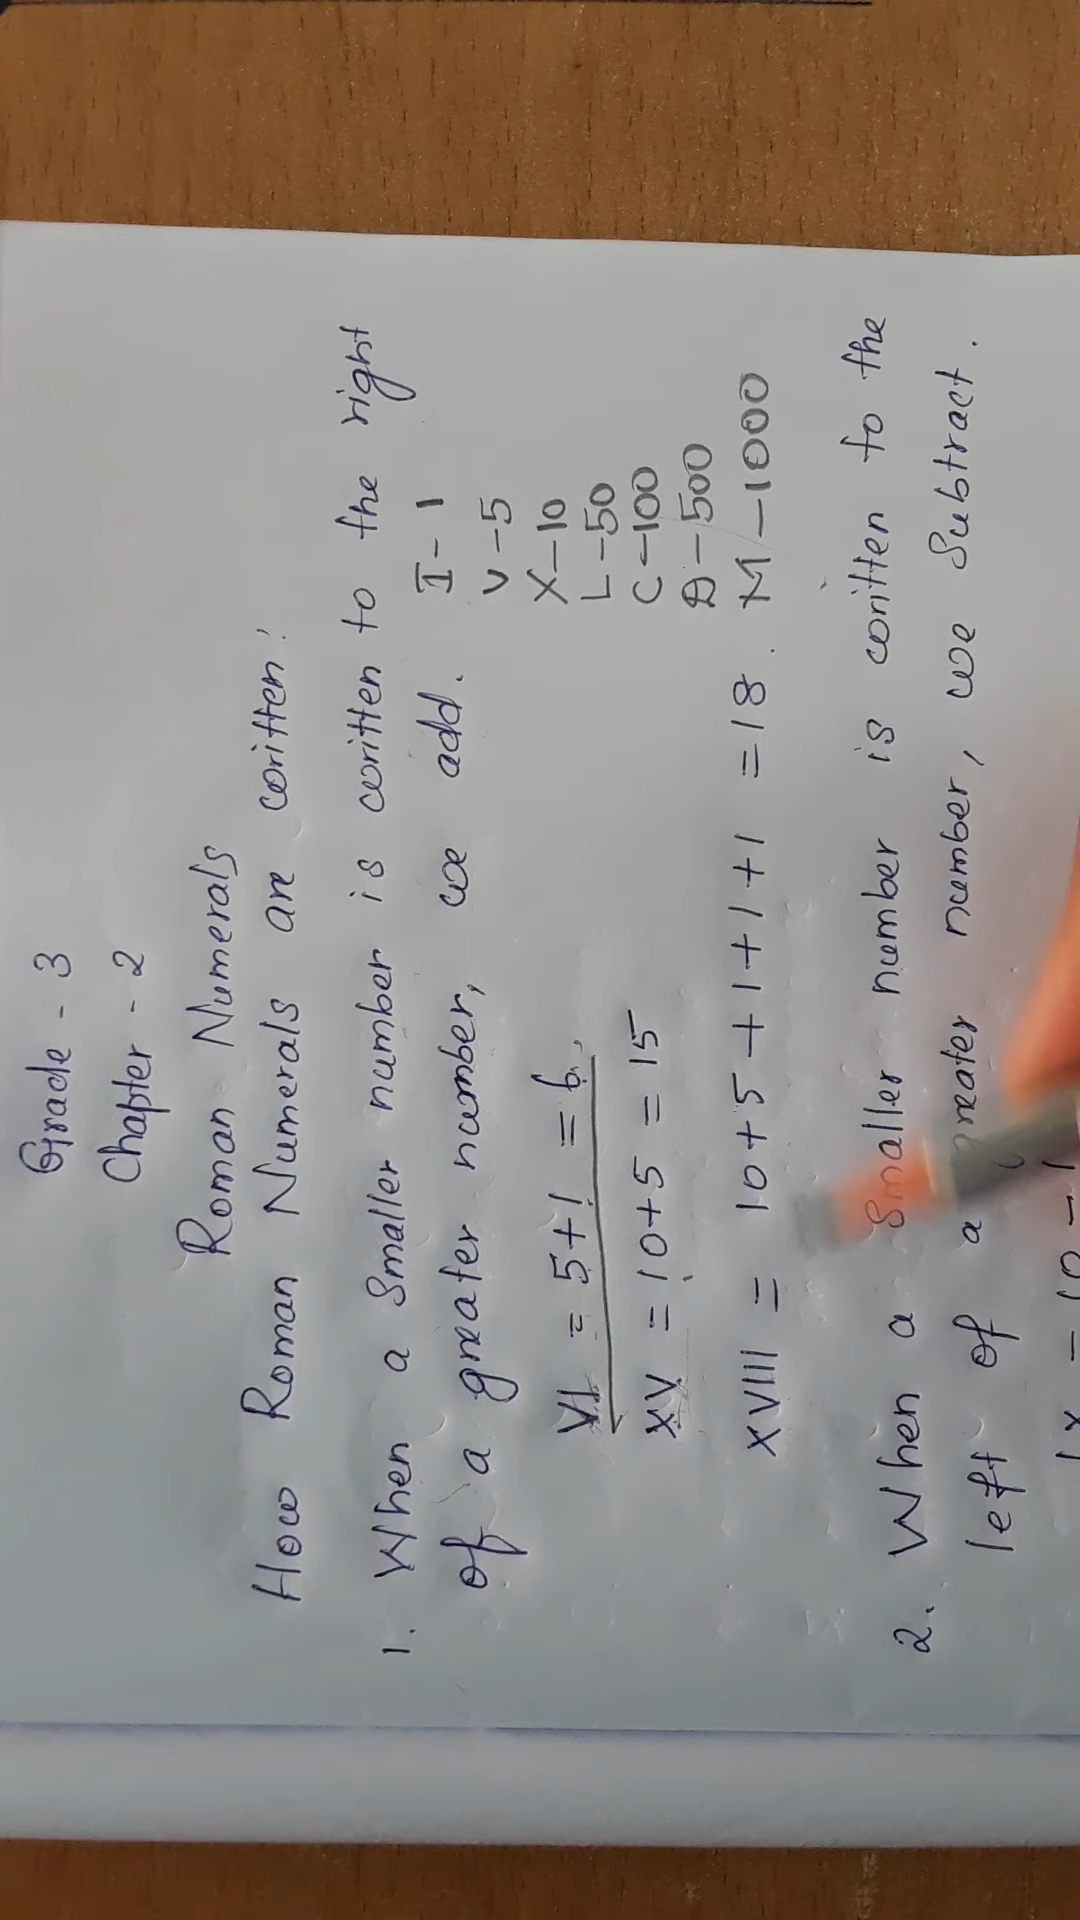 Grade - 3
Chapter - 2
Roman Numerals
How Roman Numerals are written:
1. When a Smaller number is written to the right
of a greater number, we add.
I - 1
V - 5
X - 10
L - 50
C - 100
D - 500
M - 1000
VI = 5+1 = 6.
XV = 10+5 = 15
XVIII = 10+5+1+1+1 = 18.
2. When a Smaller number is written to the
left of a greater number, we Subtract.
IX = 10 - 1